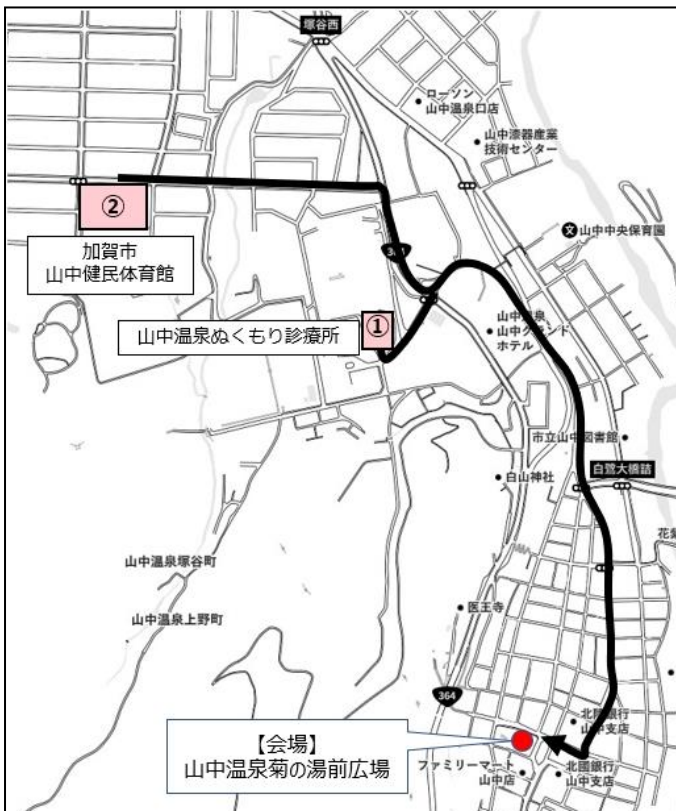 塚谷西
ローソン
山中温泉口店
山中漆器産業
技術センター
②
加賀市
山中健民体育館
山中中央保育園
文
①
山中温泉ぬくもり診療所
山中温泉
山中グランド
ホテル
市立山中図書館
白鷺大橋詰
白山神社
山中温泉塚谷町
山中温泉上野町
医王寺
364
北國銀行
山中支店
【会場】
山中温泉菊の湯前広場
ファミリーマート
山中店
北國銀行
山中支店